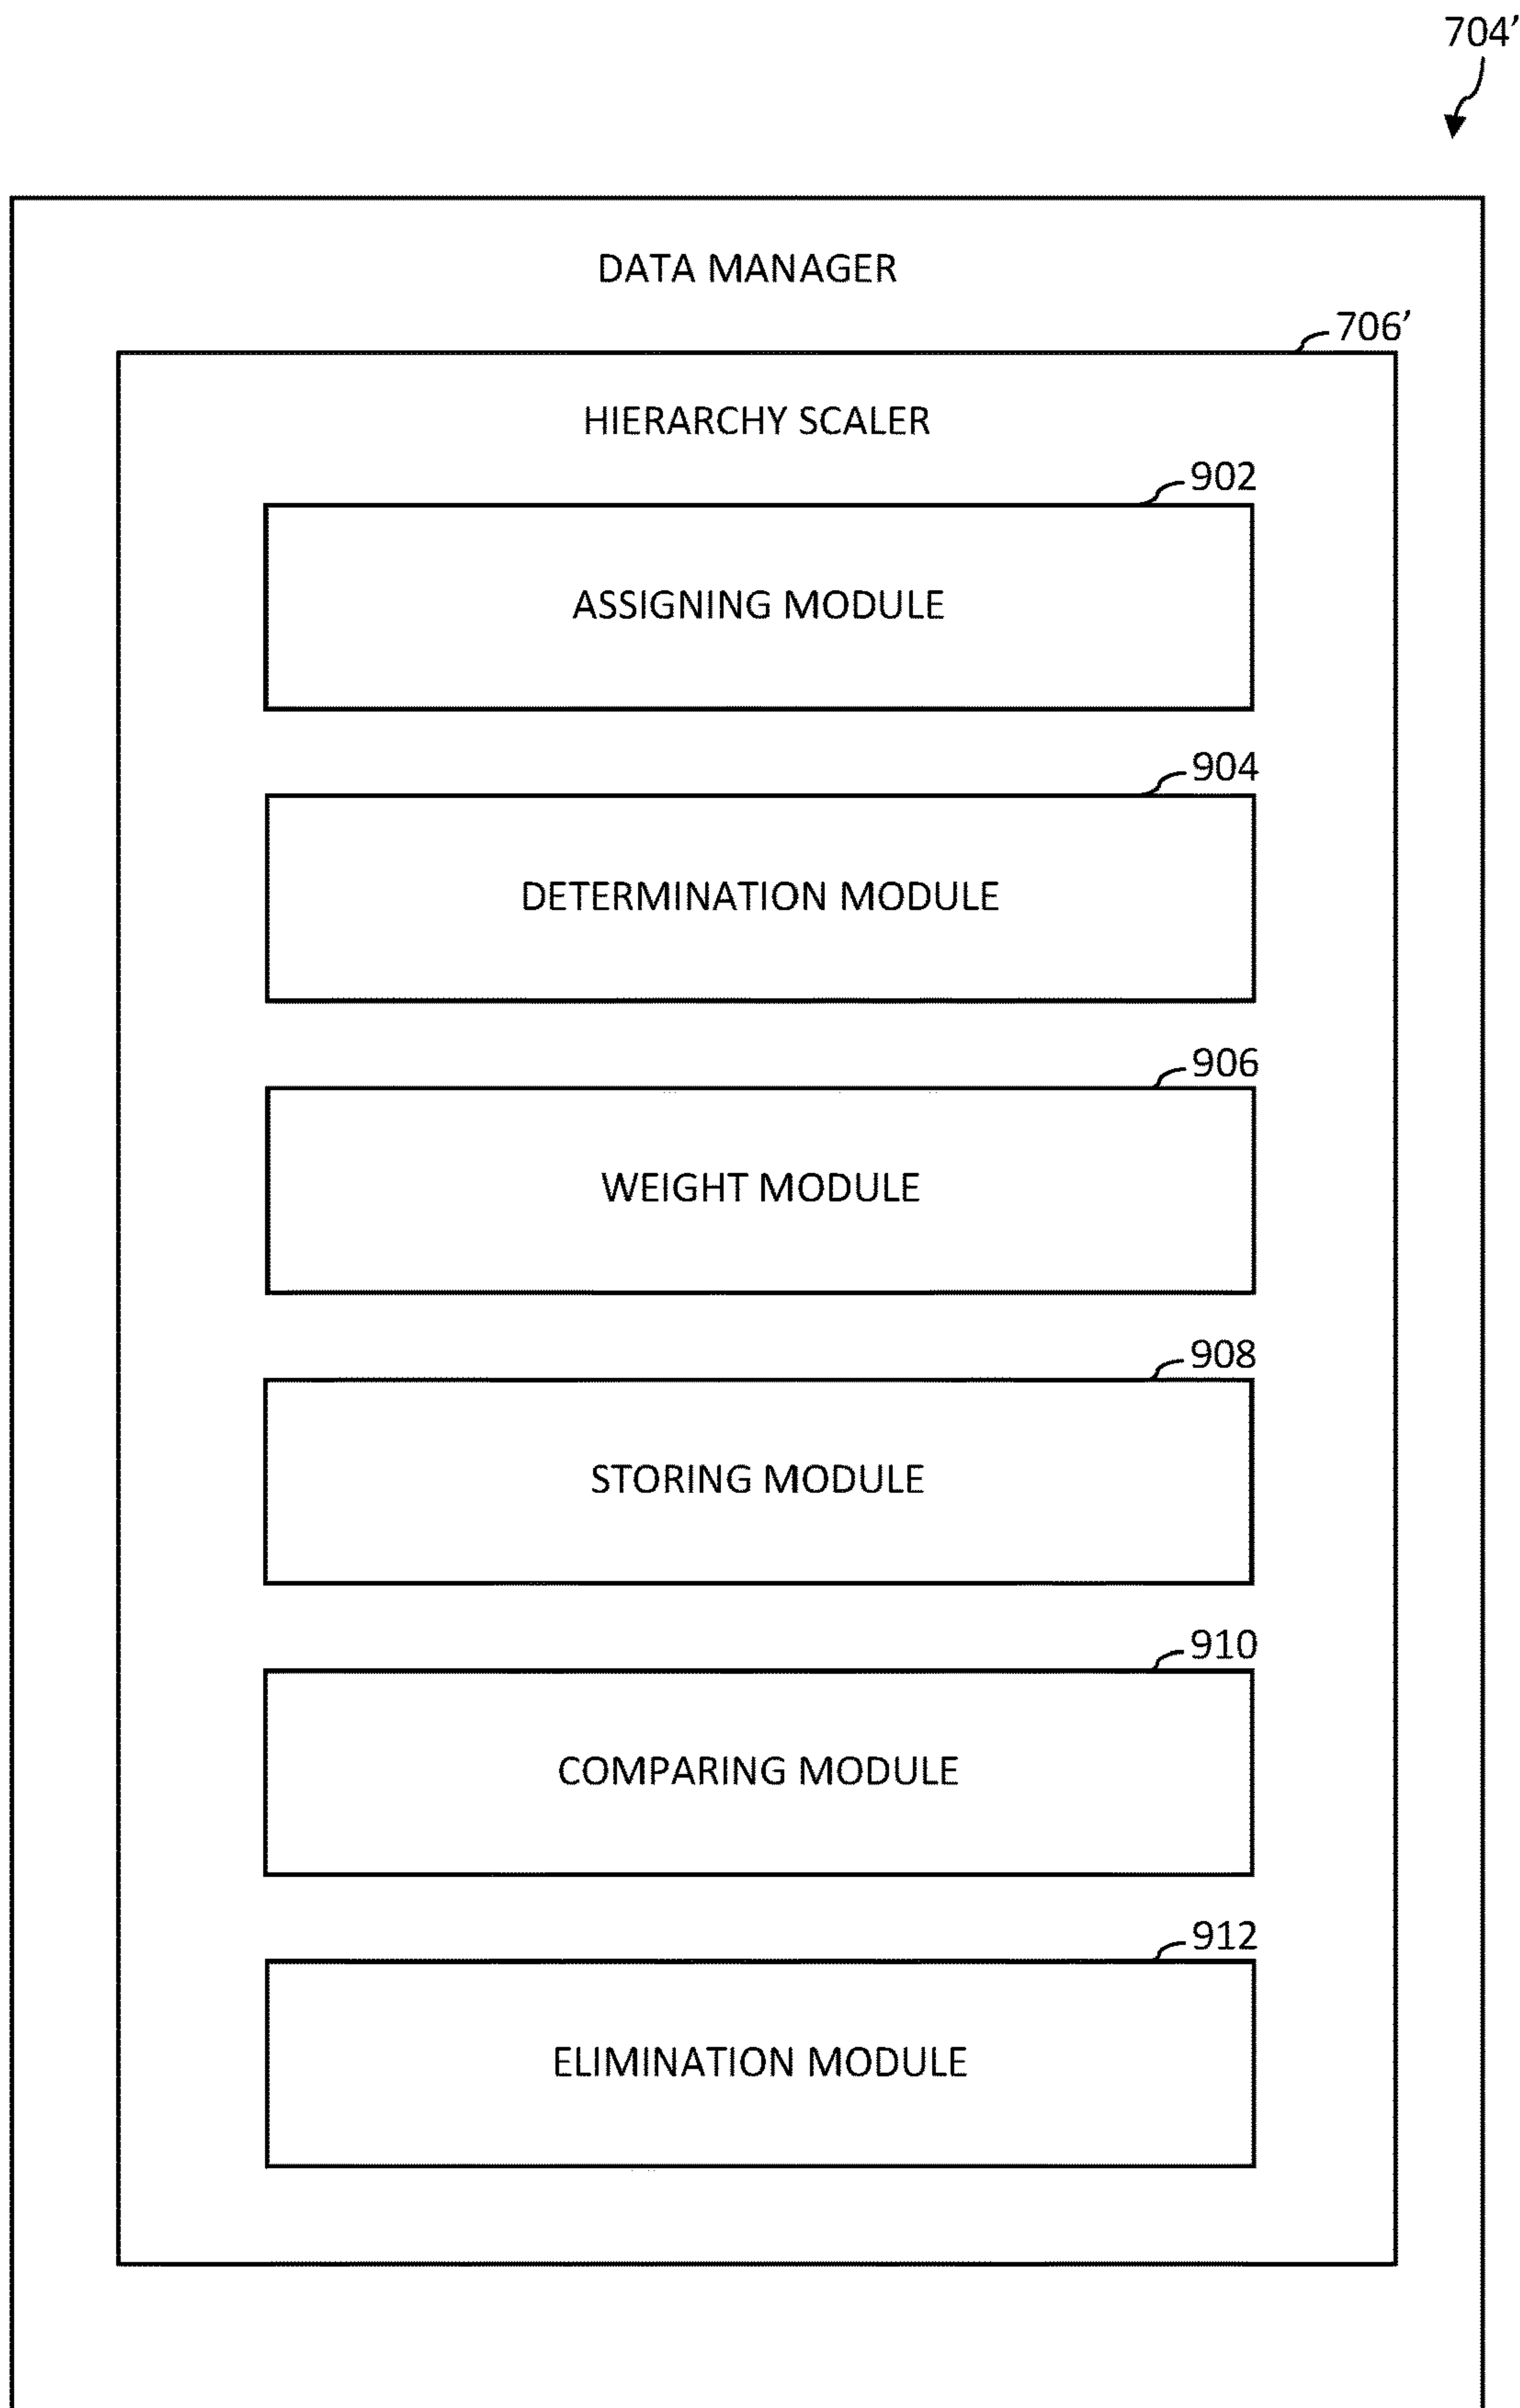 704’
DATA MANAGER
706’
HIERARCHY SCALER
902
ASSIGNING MODULE
904
DETERMINATION MODULE
906
WEIGHT MODULE
908
STORING MODULE
910
COMPARING MODULE
912
ELIMINATION MODULE